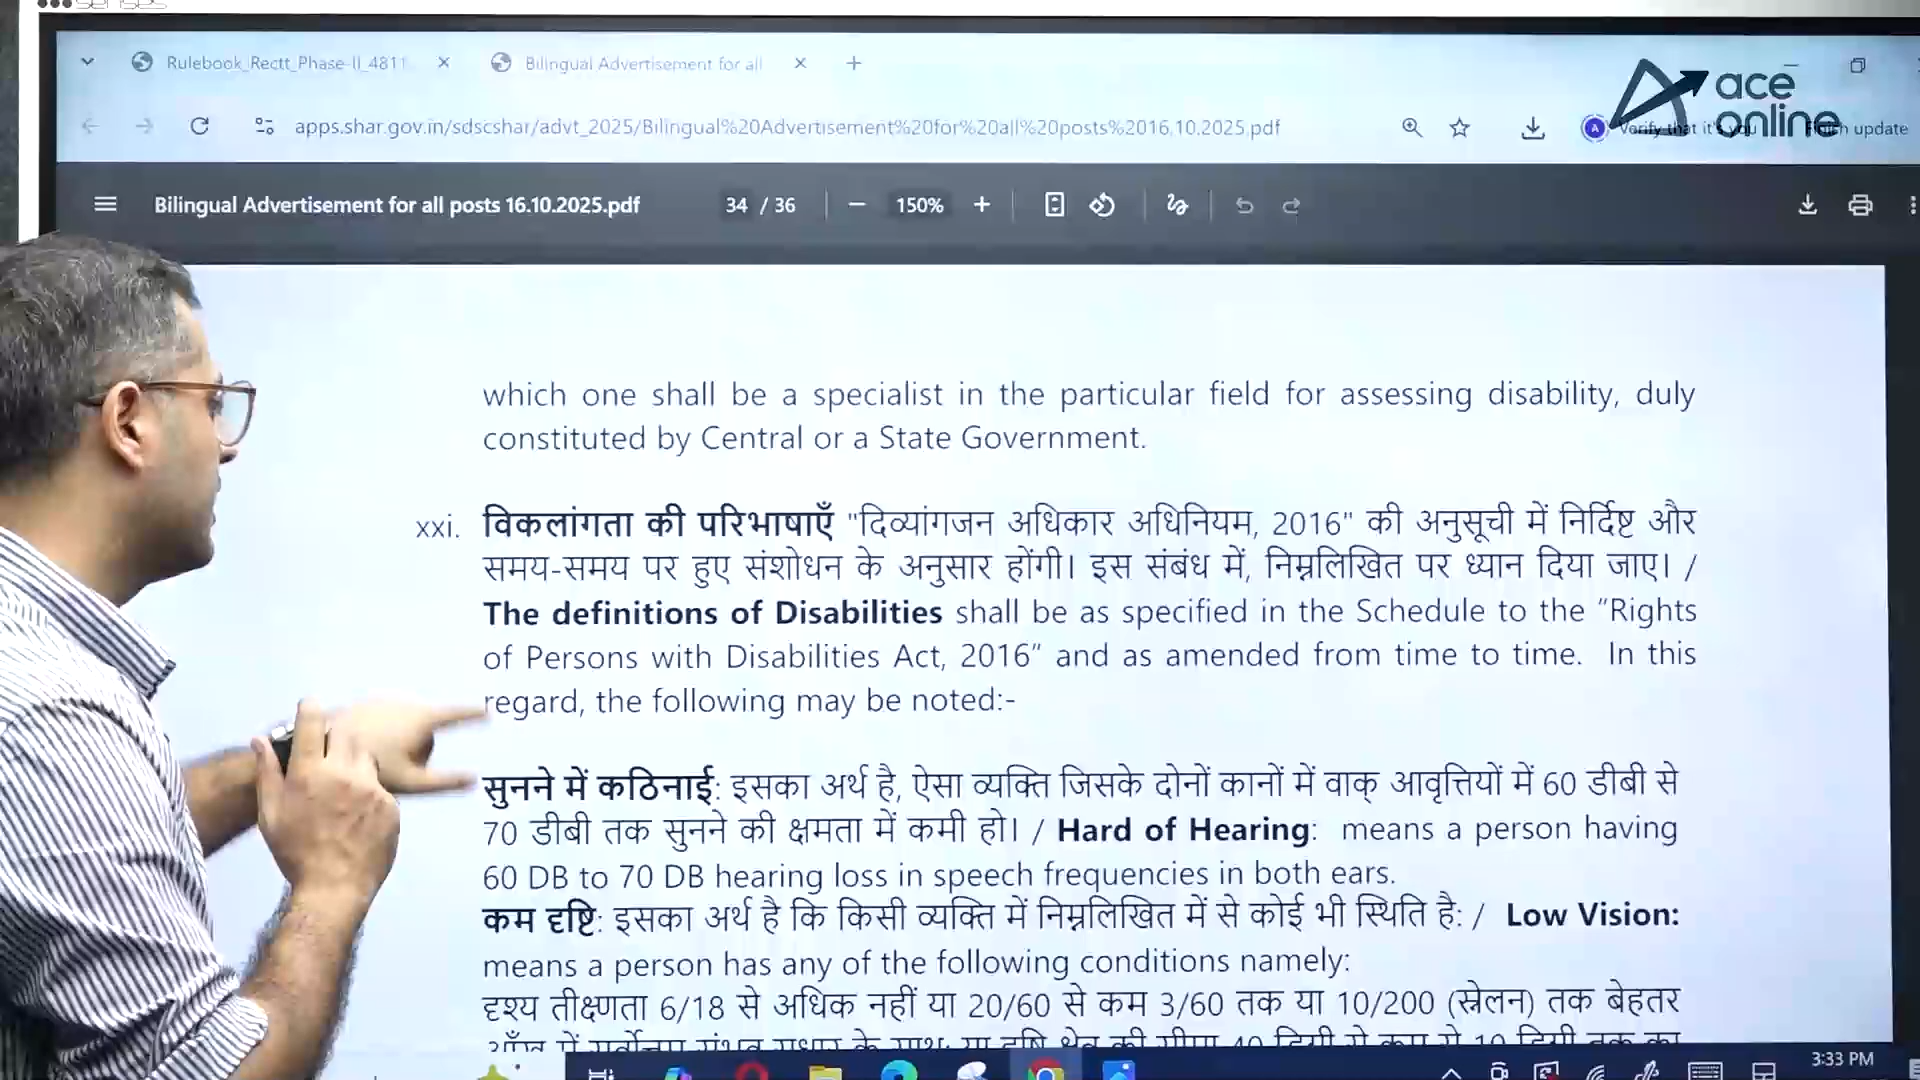 Rulebook_Rectt_Phase-II_4811
Bilingual Advertisement for all
ace
online
apps.shar.gov.in/sdscshar/advt_2025/Bilingual%20Advertisement%20for%20all%20posts%2016.10.2025.pdf
Verify that it's you
Finish update
Bilingual Advertisement for all posts 16.10.2025.pdf
34 / 36
150%
which one shall be a specialist in the particular field for assessing disability, duly
constituted by Central or a State Government.
xxi. विकलांगता की परिभाषाएँ "दिव्यांगजन अधिकार अधिनियम, 2016" की अनुसूची में निर्दिष्ट और
समय-समय पर हुए संशोधन के अनुसार होंगी। इस संबंध में, निम्नलिखित पर ध्यान दिया जाए। /
The definitions of Disabilities shall be as specified in the Schedule to the "Rights
of Persons with Disabilities Act, 2016" and as amended from time to time. In this
regard, the following may be noted:-
सुनने में कठिनाई: इसका अर्थ है, ऐसा व्यक्ति जिसके दोनों कानों में वाक् आवृत्तियों में 60 डीबी से
70 डीबी तक सुनने की क्षमता में कमी हो। / Hard of Hearing: means a person having
60 DB to 70 DB hearing loss in speech frequencies in both ears.
कम दृष्टि: इसका अर्थ है कि किसी व्यक्ति में निम्नलिखित में से कोई भी स्थिति है: / Low Vision:
means a person has any of the following conditions namely:
दृश्य तीक्ष्णता 6/18 से अधिक नहीं या 20/60 से कम 3/60 तक या 10/200 (स्नेलन) तक बेहतर
3:33 PM